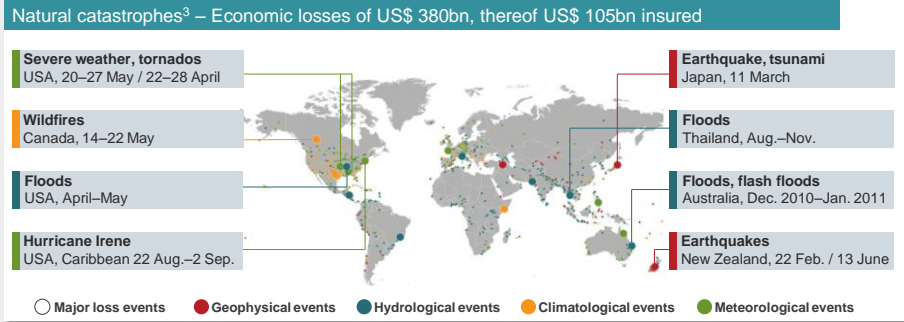 Natural catastrophes³ – Economic losses of US$ 380bn, thereof US$ 105bn insured
Severe weather, tornados
USA, 20–27 May / 22–28 April
Wildfires
Canada, 14–22 May
Floods
USA, April–May
Hurricane Irene
USA, Caribbean 22 Aug.–2 Sep.
Earthquake, tsunami
Japan, 11 March
Floods
Thailand, Aug.–Nov.
Floods, flash floods
Australia, Dec. 2010–Jan. 2011
Earthquakes
New Zealand, 22 Feb. / 13 June
Major loss events
Geophysical events
Hydrological events
Climatological events
Meteorological events